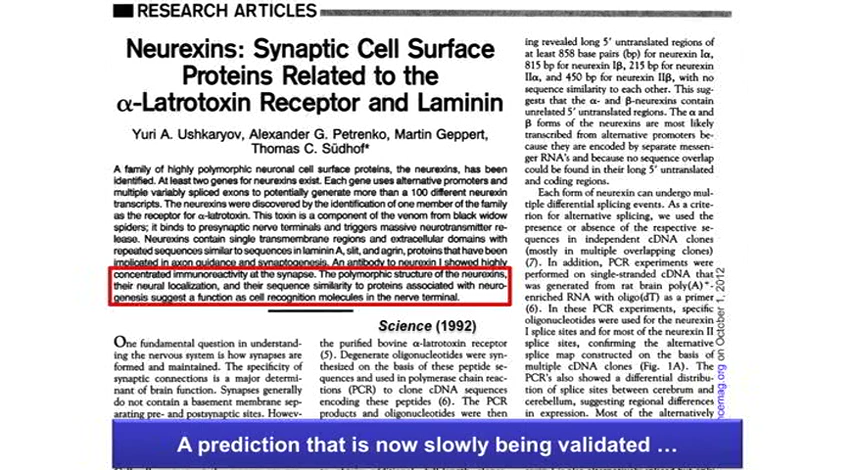 RESEARCH ARTICLES
Neurexins: Synaptic Cell Surface
Proteins Related to the
α-Latrotoxin Receptor and Laminin
Yuri A. Ushkaryov, Alexander G. Petrenko, Martin Geppert,
Thomas C. Südhof*
A family of highly polymorphic neuronal cell surface proteins, the neurexins, has been
identified. At least two genes for neurexins exist. Each gene uses alternative promoters and
multiple variably spliced exons to potentially generate more than a 100 different neurexin
transcripts. The neurexins were discovered by the identification of one member of the family
as the receptor for α-latrotoxin. This toxin is a component of the venom from black widow
spiders; it binds to presynaptic nerve terminals and triggers massive neurotransmitter re-
lease. Neurexins contain single transmembrane regions and extracellular domains with
repeated sequences similar to sequences in laminin A, slit, and agrin, proteins that have been
implicated in axon guidance and synaptogenesis. An antibody to neurexin I showed highly
concentrated immunoreactivity at the synapse. The polymorphic structure of the neurexins,
their neural localization, and their sequence similarity to proteins associated with neuro-
genesis suggest a function as cell recognition molecules in the nerve terminal.
Science (1992)
One fundamental question in understand-
ing the nervous system is how synapses are
formed and maintained. The specificity of
synaptic connections is a major determi-
nant of brain function. Synapses generally
do not contain a basement membrane sep-
arating pre- and postsynaptic sites. Howev-
the purified bovine α-latrotoxin receptor
(5). Degenerate oligonucleotides were syn-
thesized on the basis of these peptide se-
quences and used in polymerase chain reac-
tions (PCR) to clone cDNA sequences
encoding these peptides (6). The PCR
products and oligonucleotides were then
ing revealed long 5′ untranslated regions of
at least 858 base pairs (bp) for neurexin Iα,
815 bp for neurexin Iβ, 215 bp for neurexin
IIα, and 450 bp for neurexin IIβ, with no
sequence similarity to each other. This sug-
gests that the α- and β-neurexins contain
unrelated 5′ untranslated regions. The α and
β forms of the neurexins are most likely
transcribed from alternative promoters be-
cause they are encoded by separate messen-
ger RNA's and because no sequence overlap
could be found in their long 5′ untranslated
and coding regions.
Each form of neurexin can undergo mul-
tiple differential splicing events. As a crite-
rion for alternative splicing, we used the
presence or absence of the respective se-
quences in independent cDNA clones
(mostly in multiple overlapping clones)
(7). In addition, PCR experiments were
performed on single-stranded cDNA that
was generated from rat brain poly(A)⁺-
enriched RNA with oligo(dT) as a primer
(6). In these PCR experiments, specific
oligonucleotides were used for the neurexin
I splice sites and for most of the neurexin II
splice sites, confirming the alternative
splice map constructed on the basis of
multiple cDNA clones (Fig. 1A). The
PCR's also showed a differential distribu-
tion of splice sites between cerebrum and
cerebellum, suggesting regional differences
in expression. Most of the alternatively
ncemag.org on October 1, 2012
A prediction that is now slowly being validated …